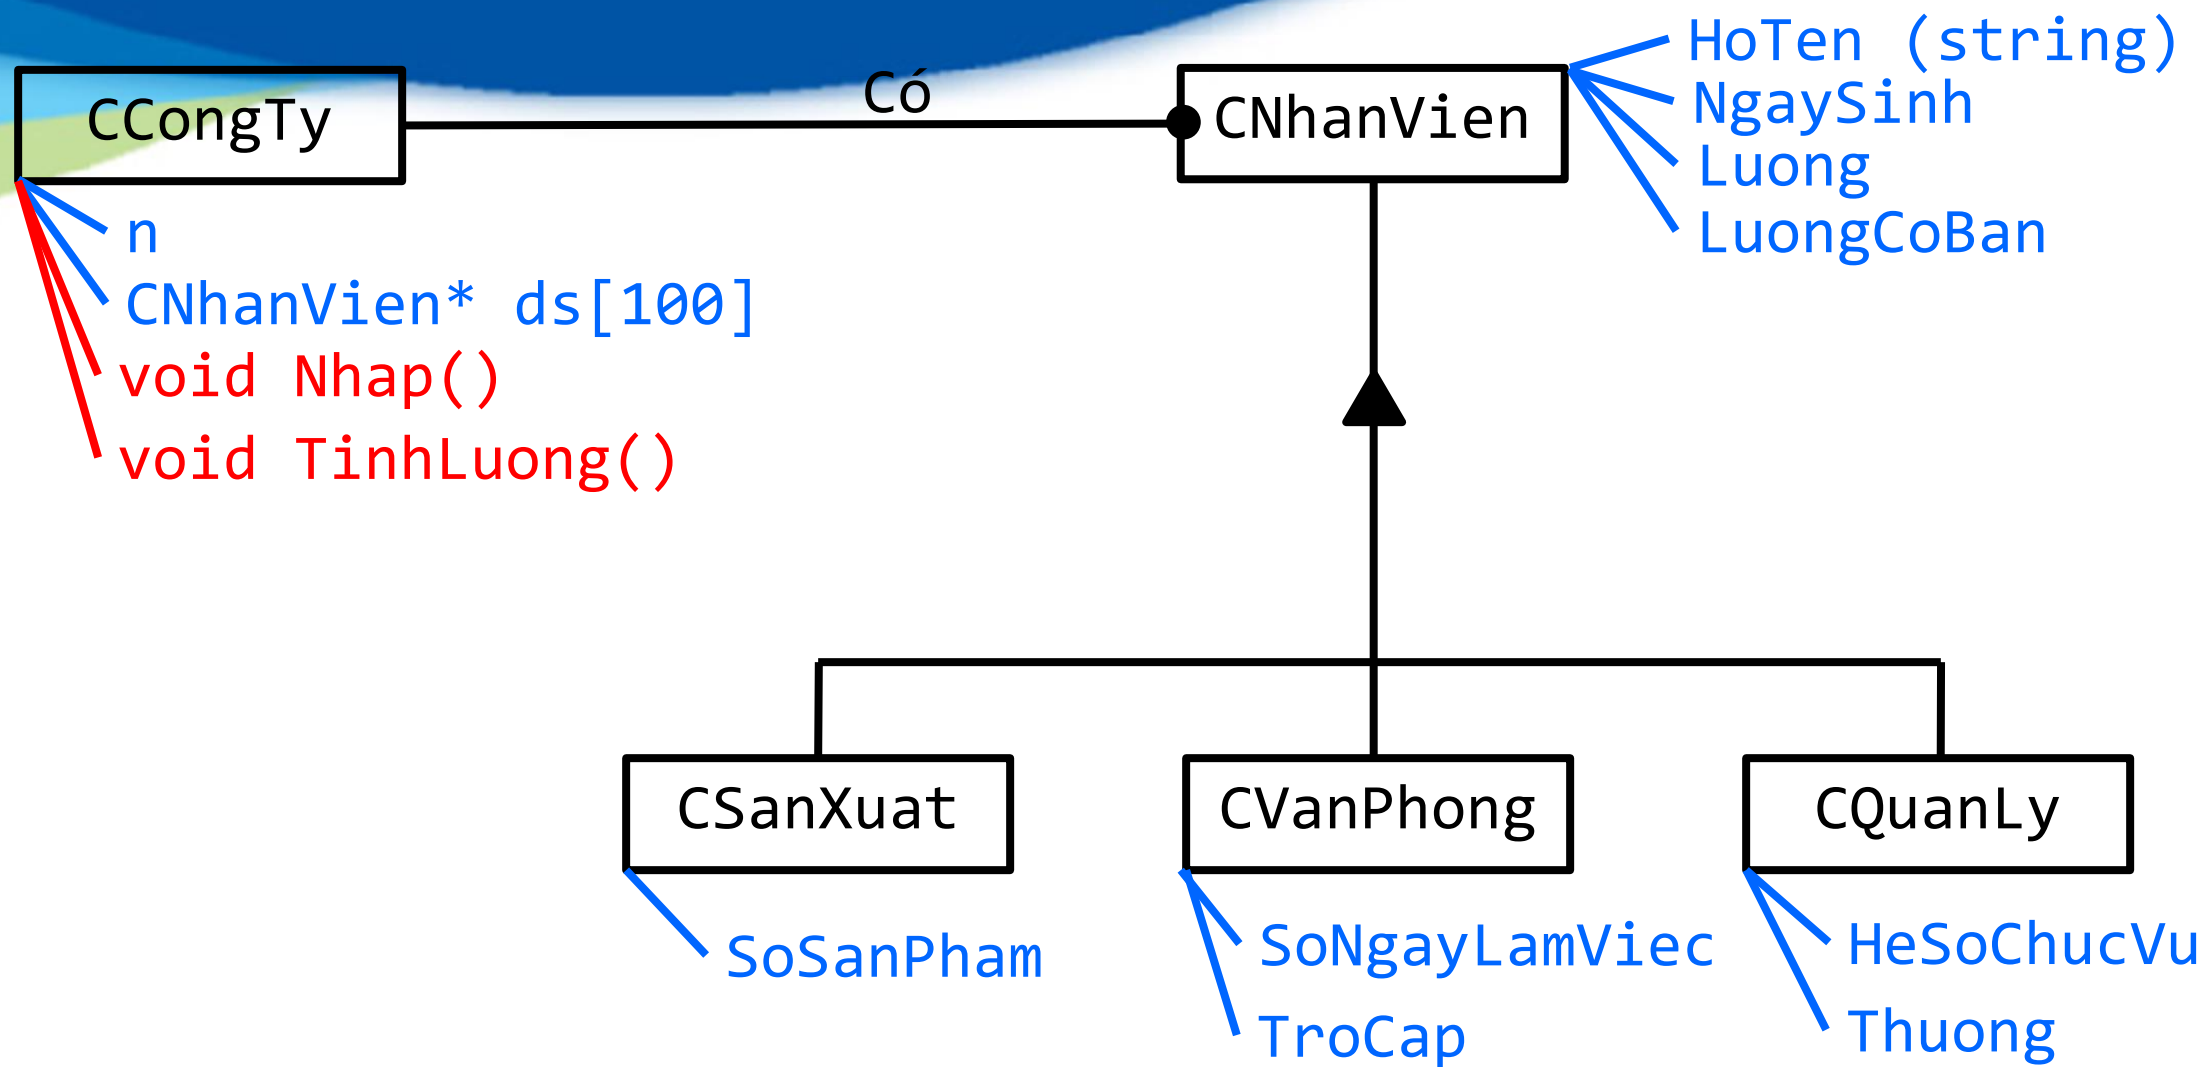 CCongTy
Có
CNhanVien
HoTen (string)
NgaySinh
Luong
LuongCoBan
n
CNhanVien* ds[100]
void Nhap()
void TinhLuong()
CSanXuat
CVanPhong
CQuanLy
SoSanPham
SoNgayLamViec
TroCap
HeSoChucVu
Thuong